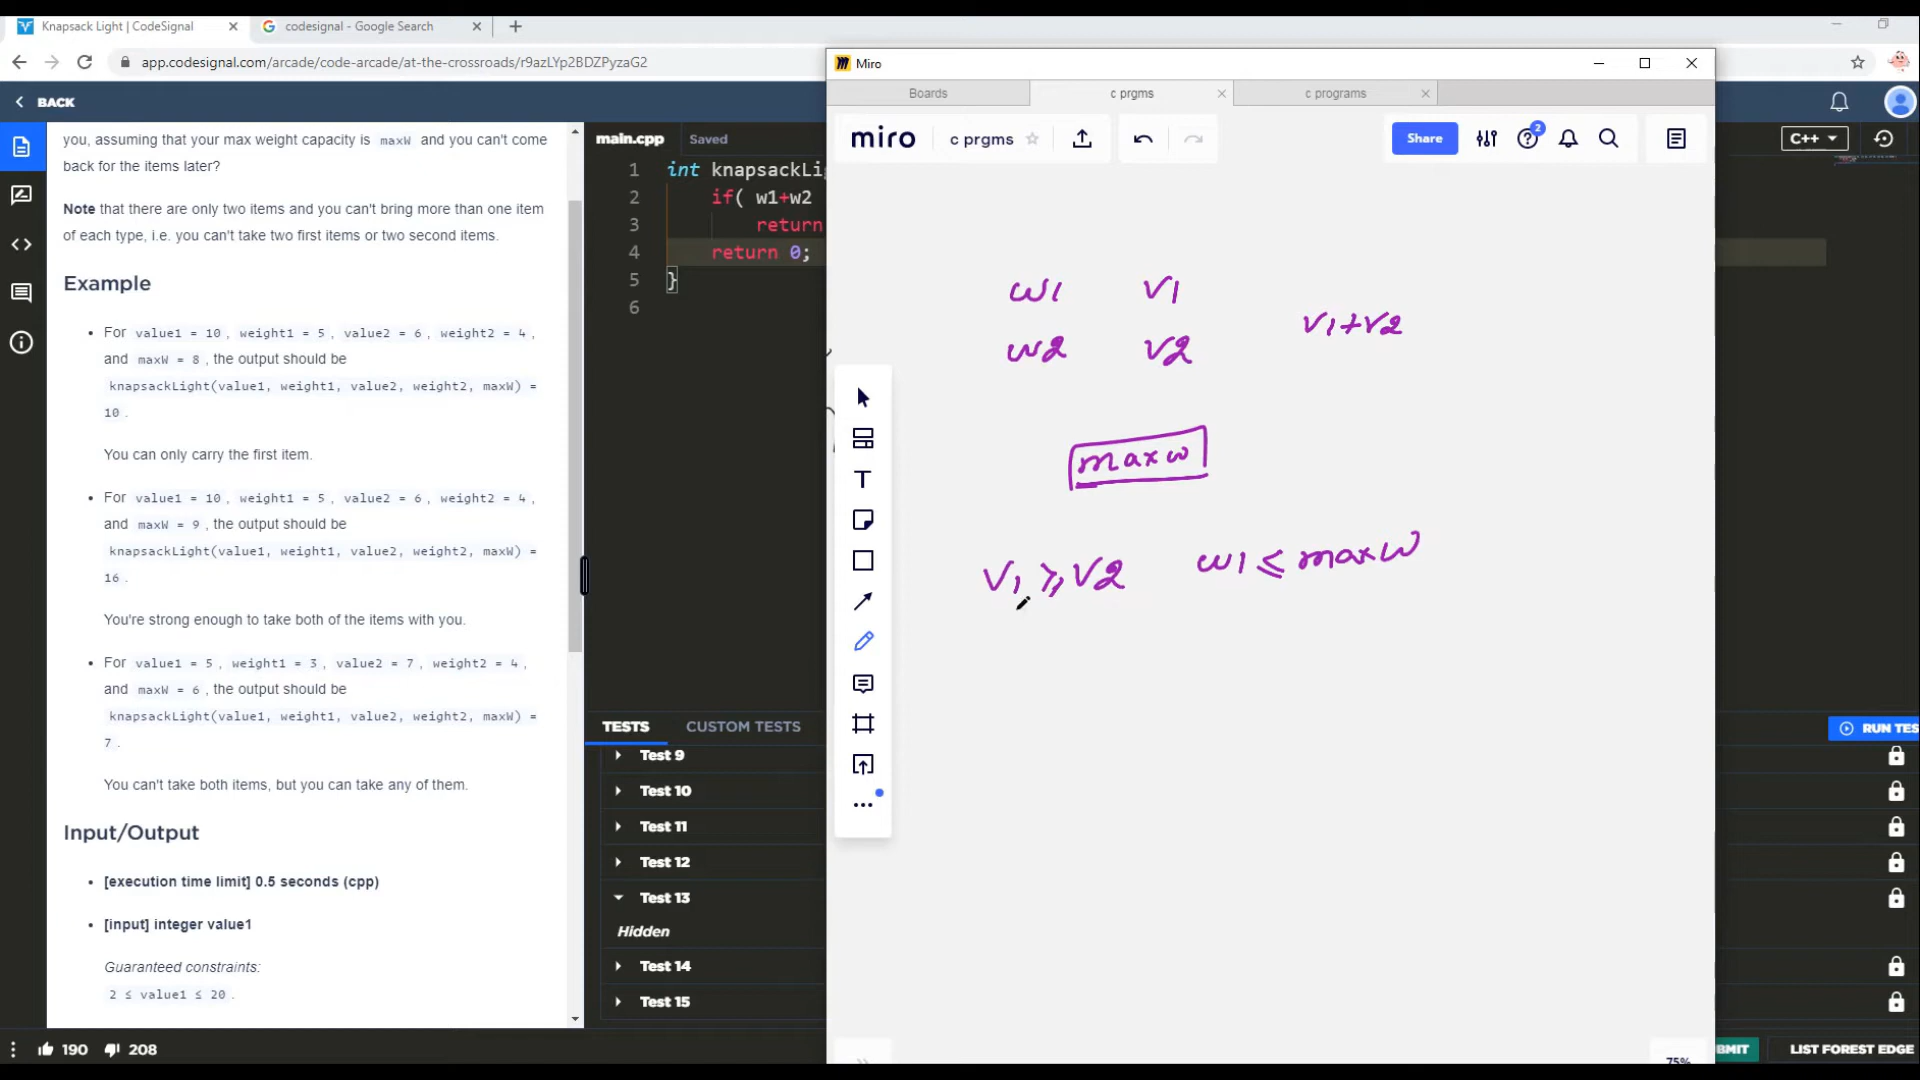 Knapsack Light | CodeSignal
codesignal - Google Search
app.codesignal.com/arcade/code-arcade/at-the-crossroads/r9azLYp2BDZPyzaG2
BACK
you, assuming that your max weight capacity is maxW and you can't come
back for the items later?
Note that there are only two items and you can't bring more than one item
of each type, i.e. you can't take two first items or two second items.
Example
• For value1 = 10 , weight1 = 5 , value2 = 6 , weight2 = 4 ,
and maxW = 8 , the output should be
knapsackLight(value1, weight1, value2, weight2, maxW) =
10 .
You can only carry the first item.
• For value1 = 10 , weight1 = 5 , value2 = 6 , weight2 = 4 ,
and maxW = 9 , the output should be
knapsackLight(value1, weight1, value2, weight2, maxW) =
16 .
You're strong enough to take both of the items with you.
• For value1 = 5 , weight1 = 3 , value2 = 7 , weight2 = 4 ,
and maxW = 6 , the output should be
knapsackLight(value1, weight1, value2, weight2, maxW) =
7 .
You can't take both items, but you can take any of them.
Input/Output
• [execution time limit] 0.5 seconds (cpp)
• [input] integer value1
Guaranteed constraints:
2 ≤ value1 ≤ 20 .
190 208
main.cpp Saved
1 int knapsackLi
2 if( w1+w2
3 return
4 return 0;
5 }
6
TESTS CUSTOM TESTS
Test 9
Test 10
Test 11
Test 12
Test 13
Hidden
Test 14
Test 15
Miro
Boards c prgms c programs
miro c prgms Share 2
w1 v1
v1+v2
w2 v2
maxw
v1 ⩾ v2 w1 ⩽ maxw
75%
C++
RUN TES
LIST FOREST EDGE